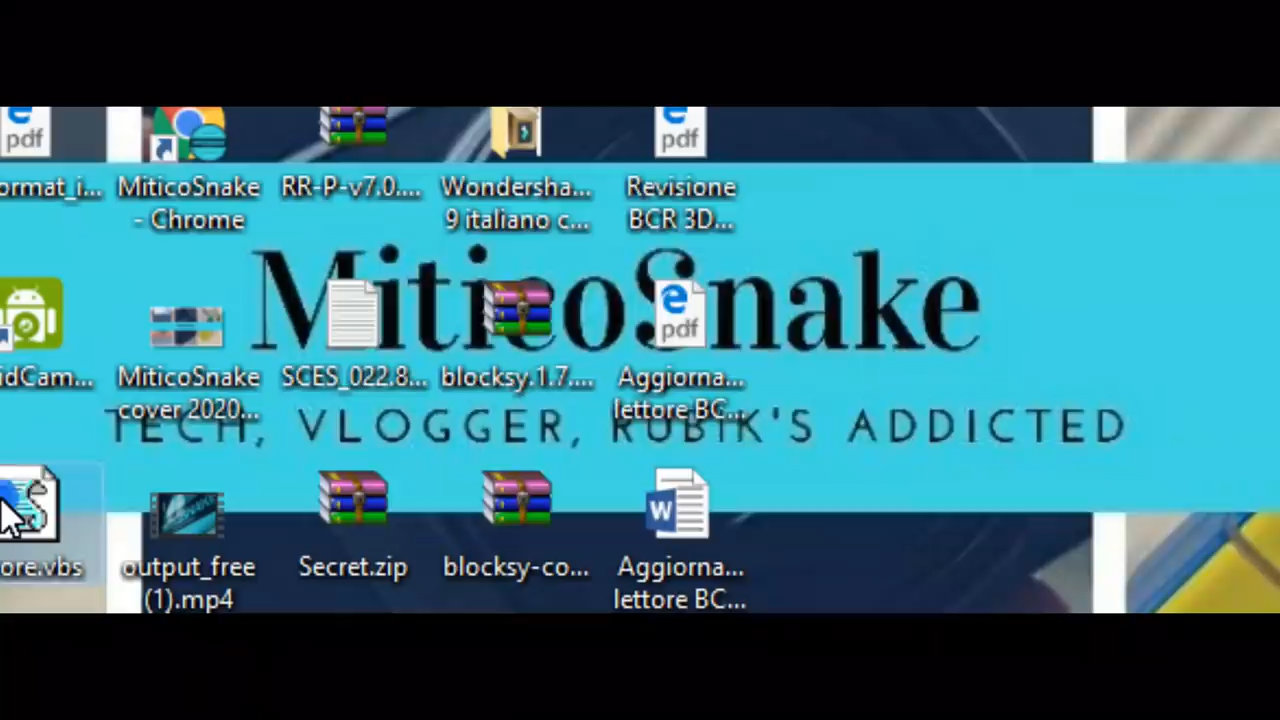 pdf
pdf
ormat_i...
MiticoSnake
- Chrome
RR-P-v7.0....
Wondersha...
9 italiano c...
Revisione
BCR 3D...
MiticoSnake
pdf
idCam...
MiticoSnake
cover 2020...
SCES_022.8...
blocksy.1.7....
Aggiorna...
lettore BC...
TECH, VLOGGER, RUBIK'S ADDICTED
W
ore.vbs
output_free
(1).mp4
Secret.zip
blocksy-co...
Aggiorna...
lettore BC...